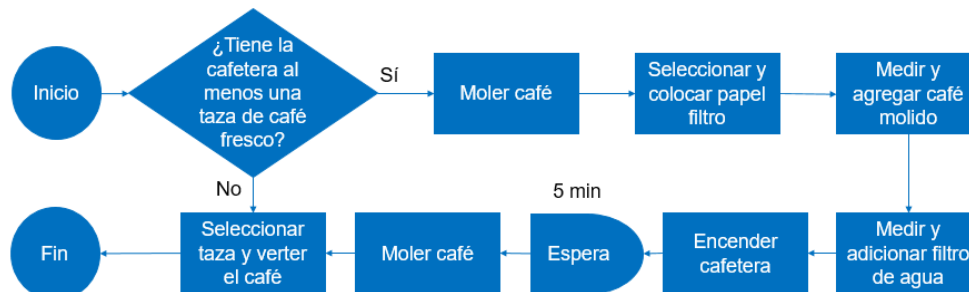 Inicio
¿Tiene la
cafetera al
menos una
taza de café
fresco?
Sí
Moler café
Seleccionar y
colocar papel
filtro
Medir y
agregar café
molido
No
5 min
Fin
Seleccionar
taza y verter
el café
Moler café
Espera
Encender
cafetera
Medir y
adicionar filtro
de agua